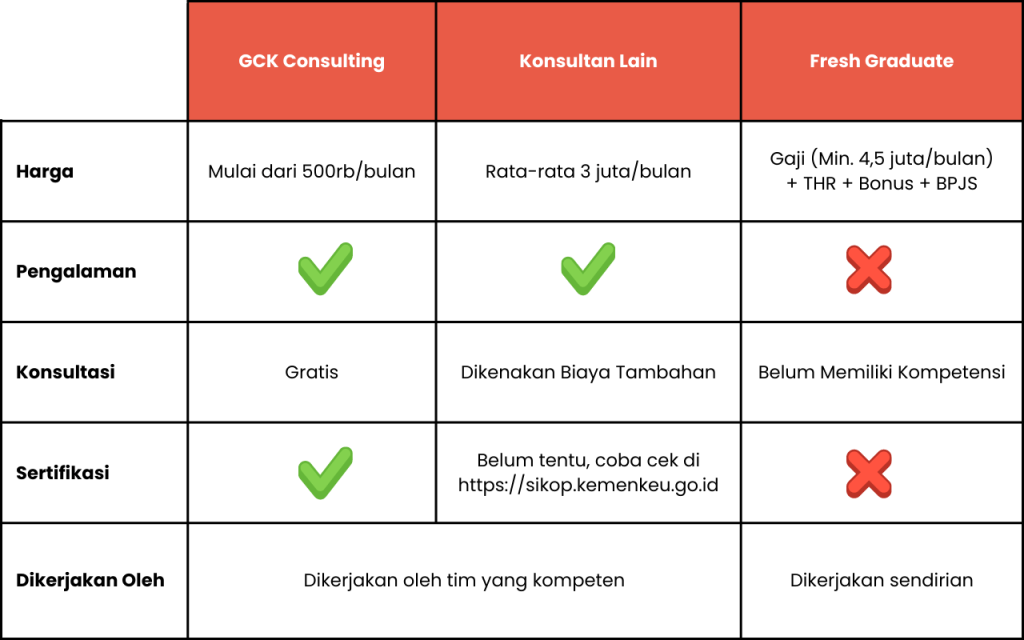 GCK Consulting
Konsultan Lain
Fresh Graduate
Harga
Mulai dari 500rb/bulan
Rata-rata 3 juta/bulan
Gaji (Min. 4,5 juta/bulan)
+ THR + Bonus + BPJS
Pengalaman
Konsultasi
Gratis
Dikenakan Biaya Tambahan
Belum Memiliki Kompetensi
Sertifikasi
Belum tentu, coba cek di
https://sikop.kemenkeu.go.id
Dikerjakan Oleh
Dikerjakan oleh tim yang kompeten
Dikerjakan sendirian